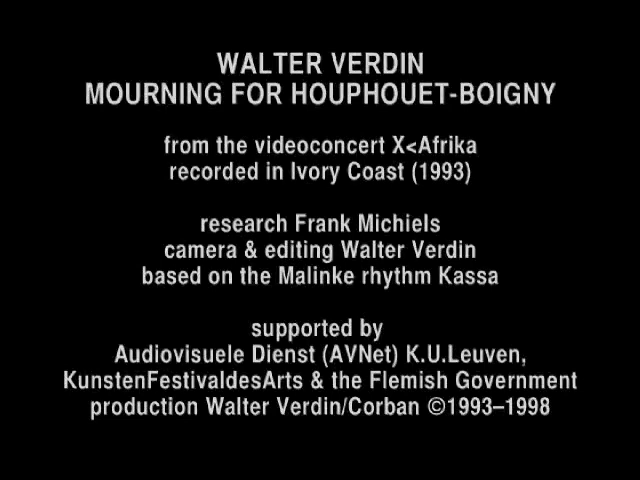 WALTER VERDIN
MOURNING FOR HOUPHOUET-BOIGNY
from the videoconcert X<Afrika
recorded in Ivory Coast (1993)
research Frank Michiels
camera & editing Walter Verdin
based on the Malinke rhythm Kassa
supported by
Audiovisuele Dienst (AVNet) K.U.Leuven,
KunstenFestivaldesArts & the Flemish Government
production Walter Verdin/Corban ©1993–1998